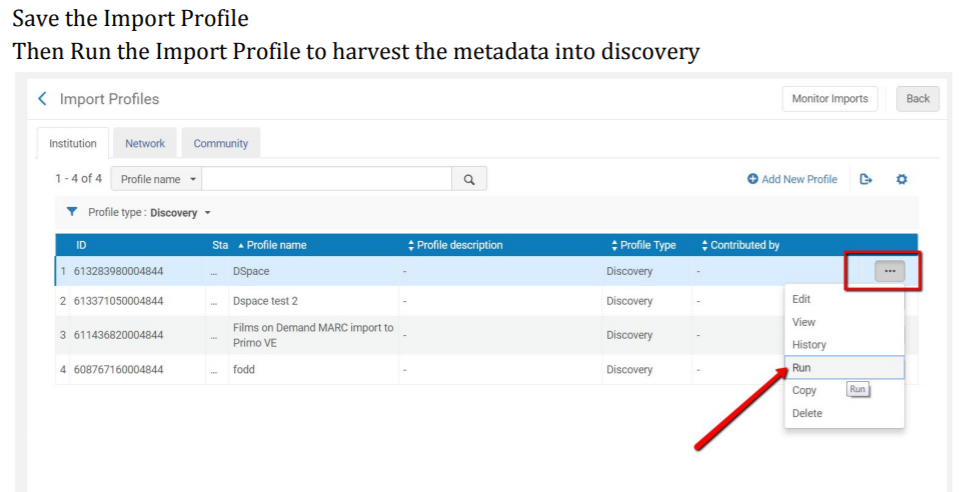 Save the Import Profile
Then Run the Import Profile to harvest the metadata into discovery
Import Profiles
Monitor Imports
Back
Institution Network Community
1 - 4 of 4 Profile name
Add New Profile
Profile type : Discovery
ID Sta Profile name Profile description Profile Type Contributed by
1 613283980004844 ... DSpace - Discovery - ...
2 613371050004844 ... Dspace test 2 - Discovery -
3 611436820004844 ... Films on Demand MARC import to Primo VE - Discovery -
4 608767160004844 ... fodd - Discovery -
Edit
View
History
Run
Copy
Run
Delete